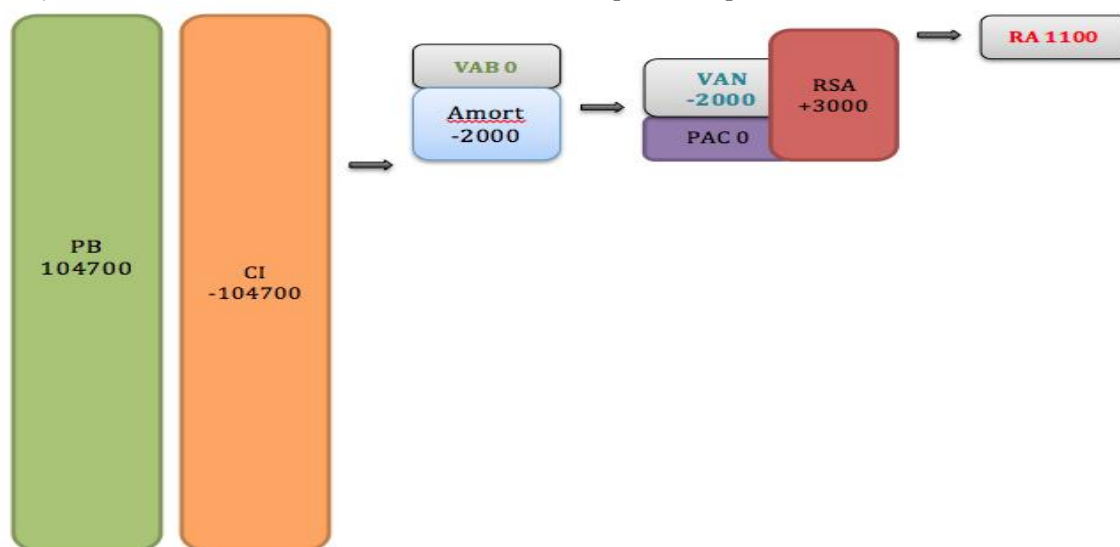 PB
104700
CI
-104700
VAB 0
Amort
-2000
VAN
-2000
PAC 0
RSA
+3000
RA 1100